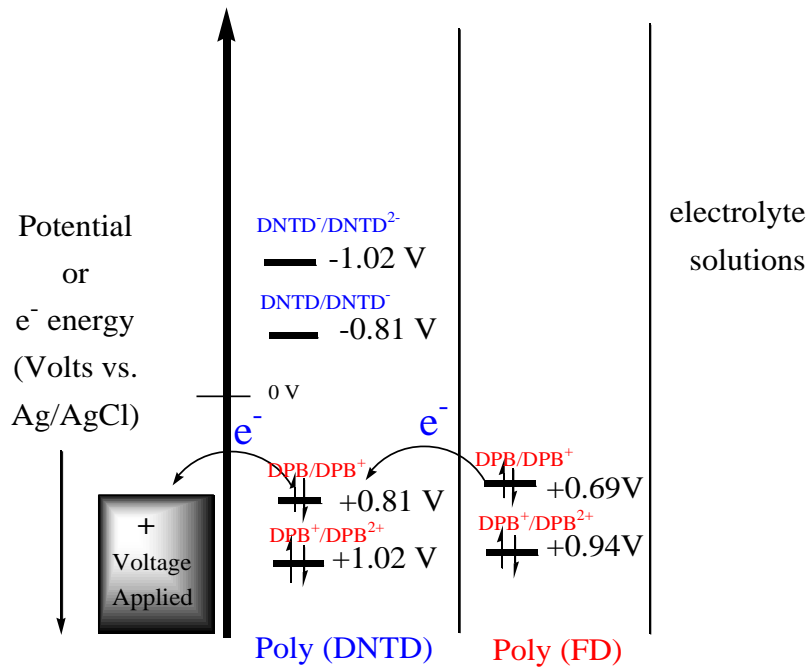 Potential
or
e⁻ energy
(Volts vs.
Ag/AgCl)
+
Voltage
Applied
DNTD⁻/DNTD²⁻
-1.02 V
DNTD/DNTD⁻
-0.81 V
0 V
e⁻
e⁻
DPB/DPB⁺
+0.81 V
DPB⁺/DPB²⁺
+1.02 V
DPB/DPB⁺
+0.69V
DPB⁺/DPB²⁺
+0.94V
electrolyte
solutions
Poly (DNTD)
Poly (FD)